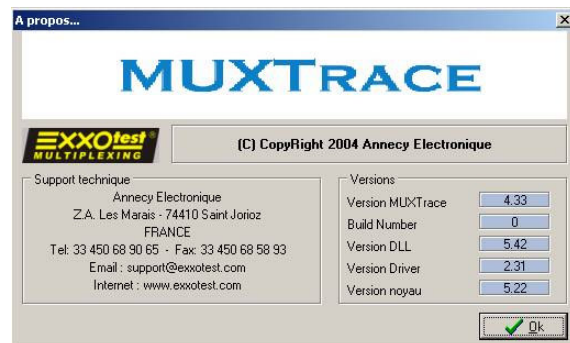 A propos...
MUXTRACE
EXXOtest
MULTIPLEXING
(C) CopyRight 2004 Annecy Electronique
Support technique
Annecy Electronique
Z.A. Les Marais - 74410 Saint Jorioz
FRANCE
Tel: 33 450 68 90 65 - Fax: 33 450 68 58 93
Email : support@exxotest.com
Internet : www.exxotest.com
Versions
Version MUXTrace 4.33
Build Number 0
Version DLL 5.42
Version Driver 2.31
Version noyau 5.22
Ok